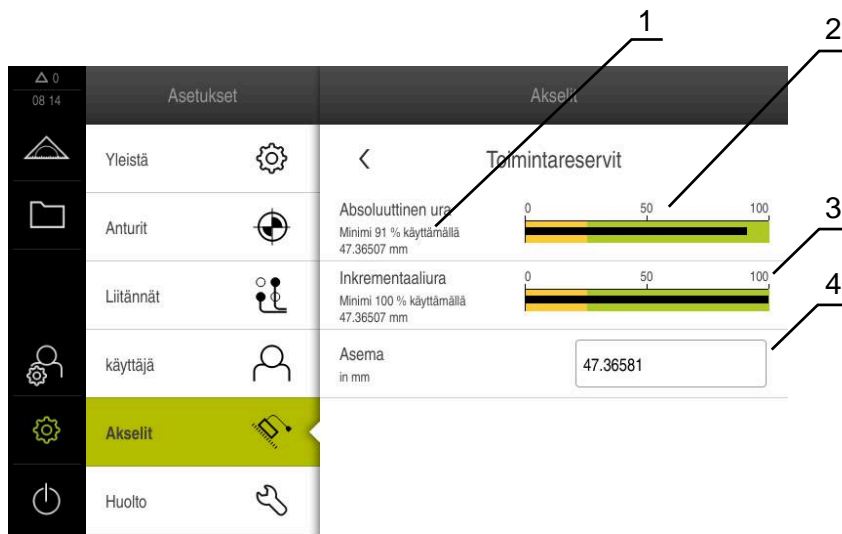 1
2
0
08 14
Asetukset
Akselit
Yleistä
Toimintareservit
Absoluuttinen ura
Minimi 91 % käyttämällä
47.36507 mm
0 50 100
3
Anturit
Inkrementaaliura
Minimi 100 % käyttämällä
47.36507 mm
0 50 100
4
Liitännät
Asema
in mm
47.36581
käyttäjä
Akselit
Huolto